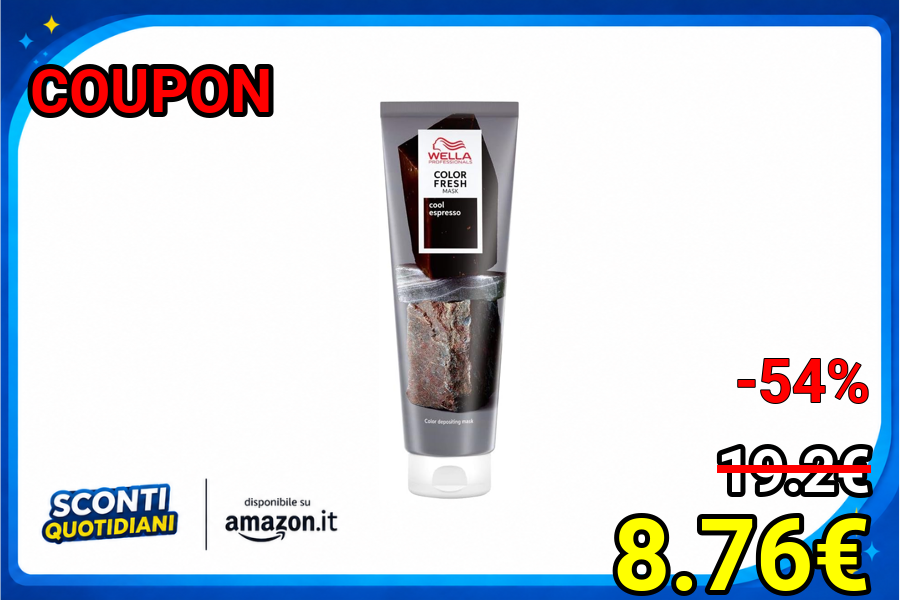 COUPON
WELLA
PROFESSIONALS
COLOR
FRESH
MASK
cool
espresso
Color depositing mask
-54%
19.2€
8.76€
SCONTI
QUOTIDIANI
disponibile su
amazon.it